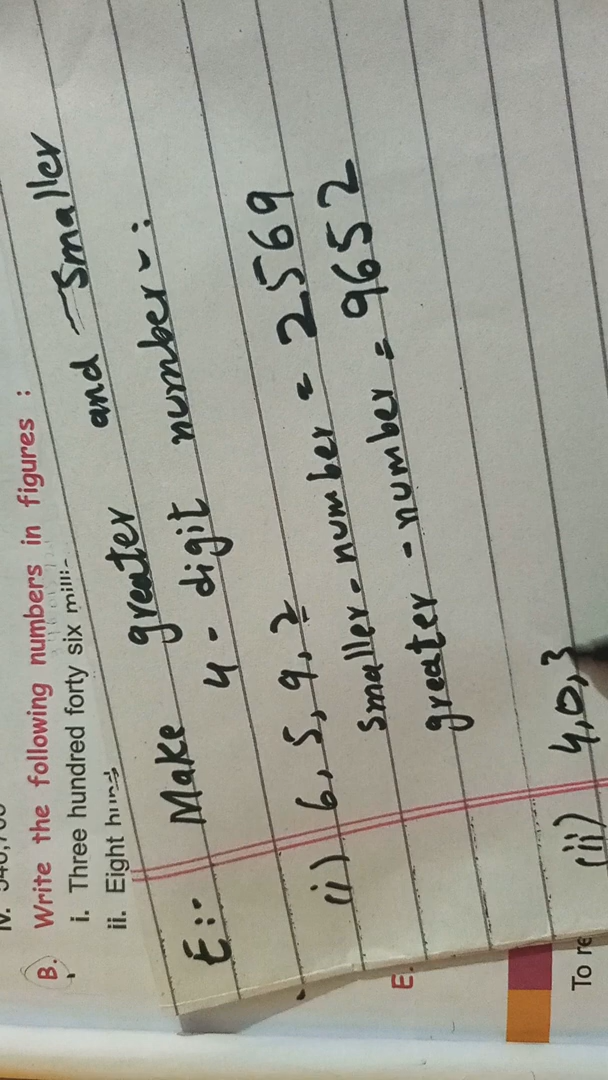 B. Write the following numbers in figures :
i. Three hundred forty six
ii. Eight
E:- Make greater and smaller
4 - digit number -:
(i) 6, 5, 9, 2
smaller - number = 2569
greater - number = 9652
(ii) 4,0,3
E.
To re